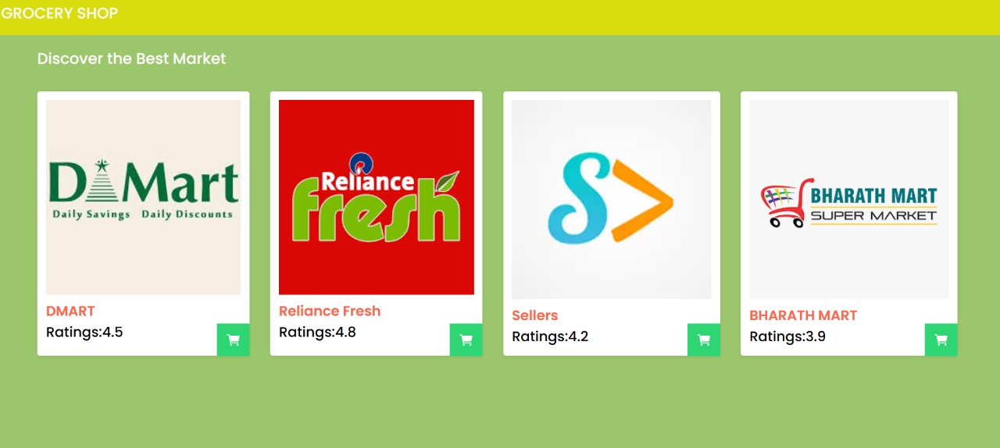 GROCERY SHOP
Discover the Best Market
D Mart
Daily Savings Daily Discounts
Reliance
fresh
S>
BHARATH MART
SUPER MARKET
DMART
Ratings:4.5
Reliance Fresh
Ratings:4.8
Sellers
Ratings:4.2
BHARATH MART
Ratings:3.9